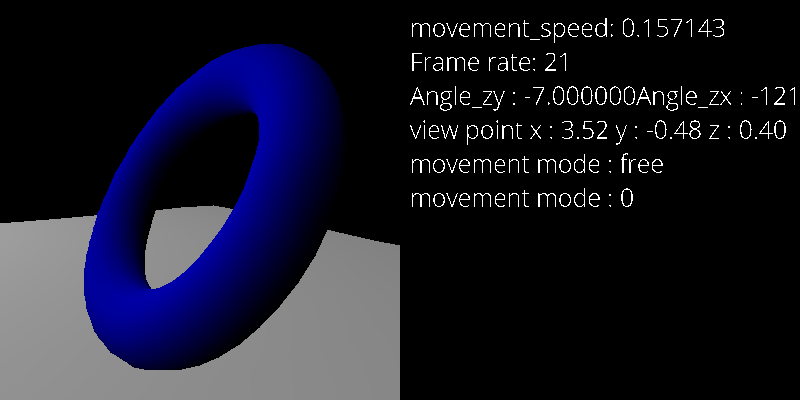 movement_speed: 0.157143
Frame rate: 21
Angle_zy : -7.000000Angle_zx : -121
view point x : 3.52 y : -0.48 z : 0.40
movement mode : free
movement mode : 0